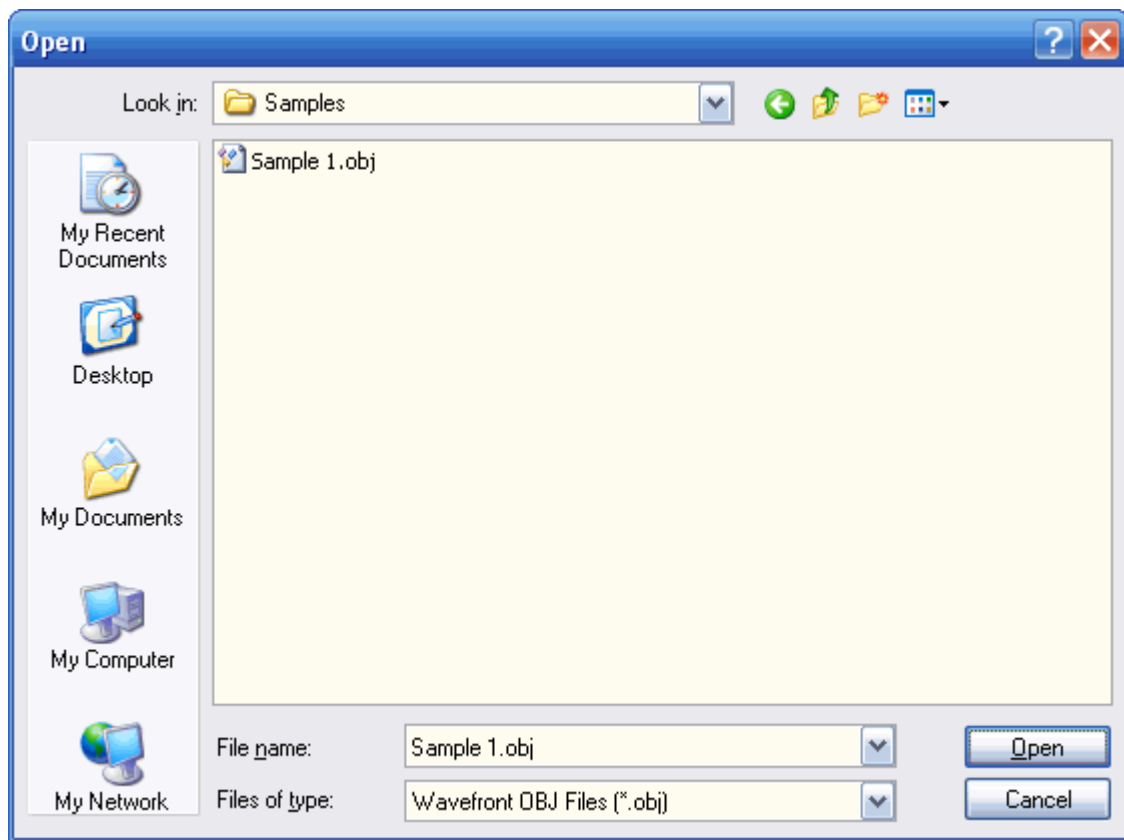 Open
Look in:
Samples
Sample 1.obj
My Recent
Documents
Desktop
My Documents
My Computer
My Network
File name:
Sample 1.obj
Open
Files of type:
Wavefront OBJ Files (*.obj)
Cancel